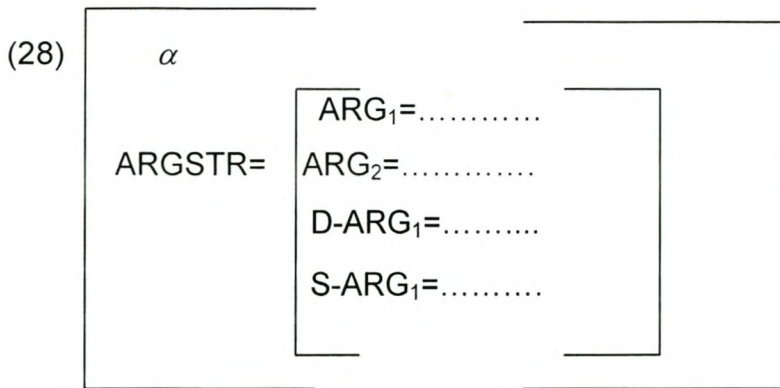 (28) α
ARG₁=…………
ARGSTR= ARG₂=………….
D-ARG₁=………....
S-ARG₁=……….